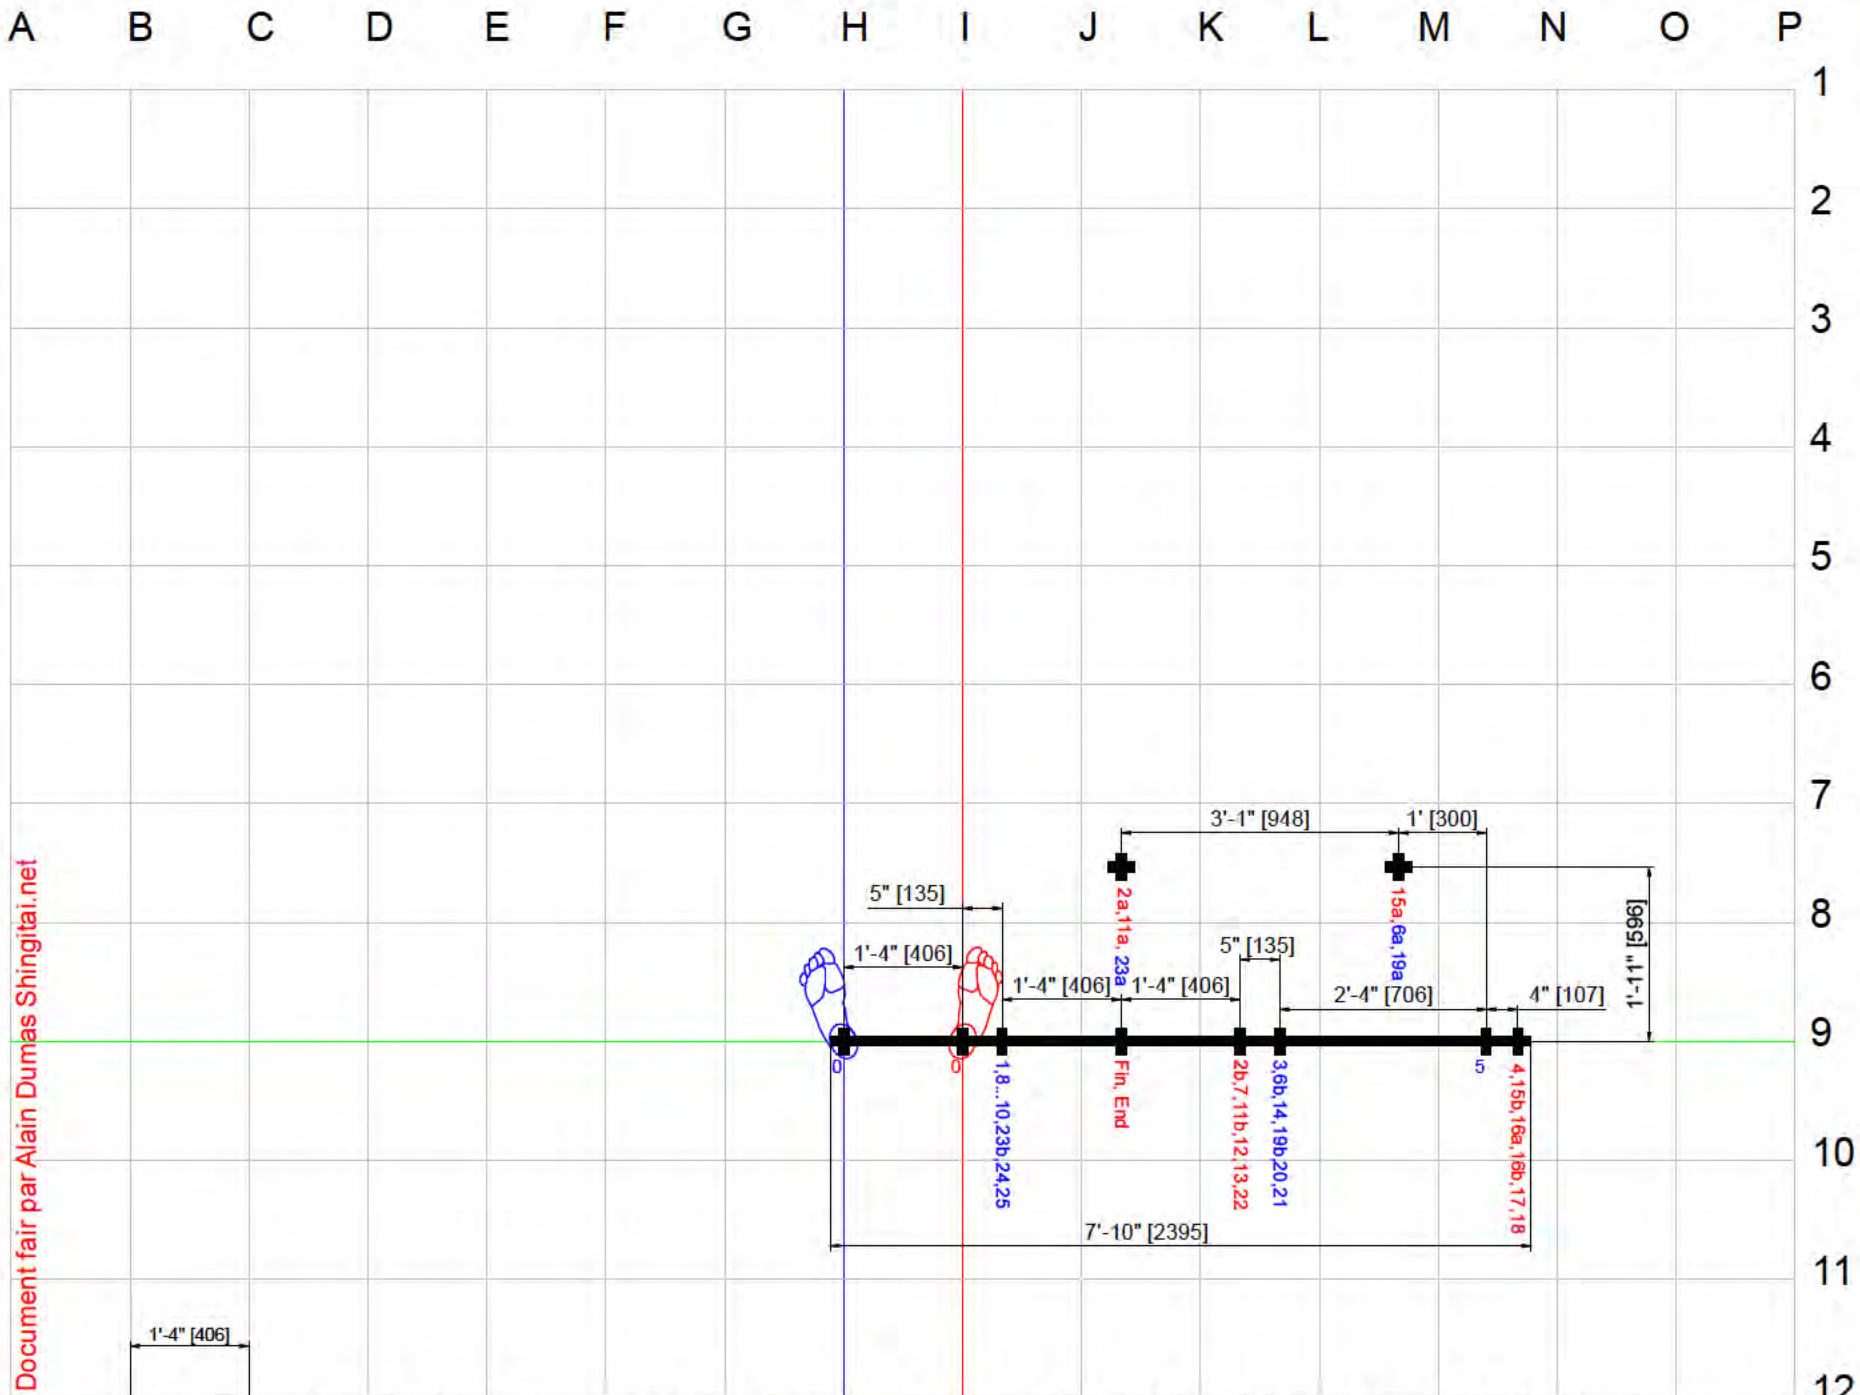 A B C D E F G H I J K L M N O P
1
2
3
4
5
6
7
3'-1" [948] 1' [300]
2a,11a, 23a
15a,6a,19a
5" [135]
8
1'-11" [596]
1'-4" [406]
5" [135]
1'-4" [406] 1'-4" [406]
2'-4" [706] 4" [107]
9
0
0
1,8...10,23b,24,25
Fin, End
2b,7,11b,12,13,22
3,6b,14,19b,20,21
5
4,15b,16a,16b,17,18
10
7'-10" [2395]
11
1'-4" [406]
12
Document fair par Alain Dumas Shingitai.net